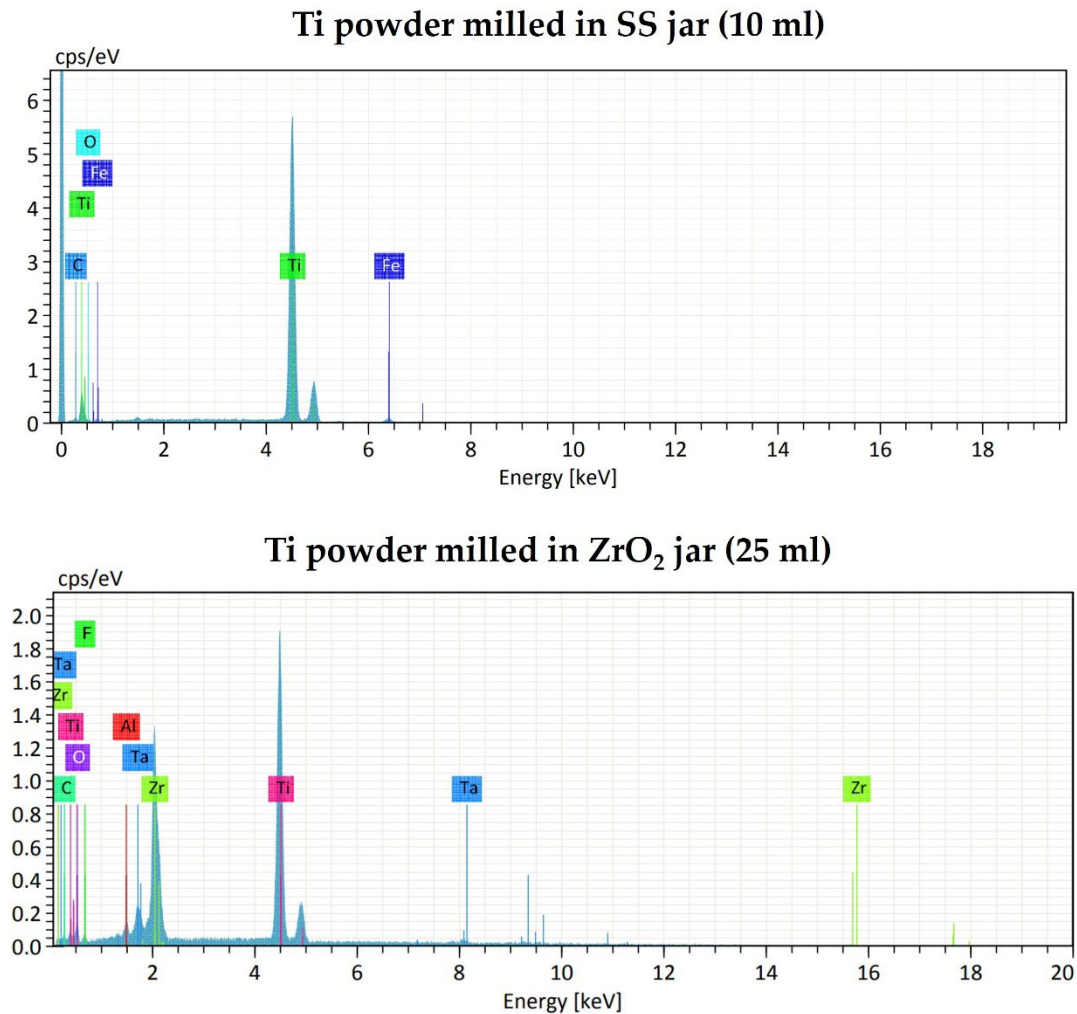 Ti powder milled in SS jar (10 ml)
cps/eV
6
5
4
3
2
1
0
O
Fe
Ti
C
Ti
Fe
0 2 4 6 8 10 12 14 16 18
Energy [keV]
Ti powder milled in ZrO₂ jar (25 ml)
cps/eV
2.0
1.8
1.6
1.4
1.2
1.0
0.8
0.6
0.4
0.2
0.0
F
Ta
Zr
Ti Al
O Ta
C Zr Ti Ta Zr
2 4 6 8 10 12 14 16 18 20
Energy [keV]